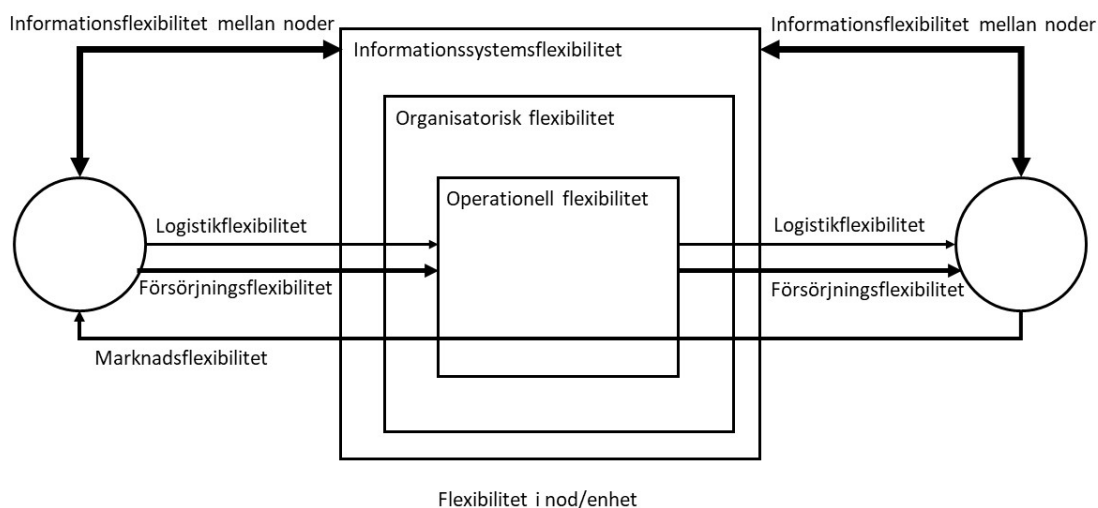 Informationsflexibilitet mellan noder
Informationsflexibilitet mellan noder
Informationssystemsflexibilitet
Organisatorisk flexibilitet
Operationell flexibilitet
Logistikflexibilitet
Logistikflexibilitet
Försörjningsflexibilitet
Försörjningsflexibilitet
Marknadsflexibilitet
Flexibilitet i nod/enhet